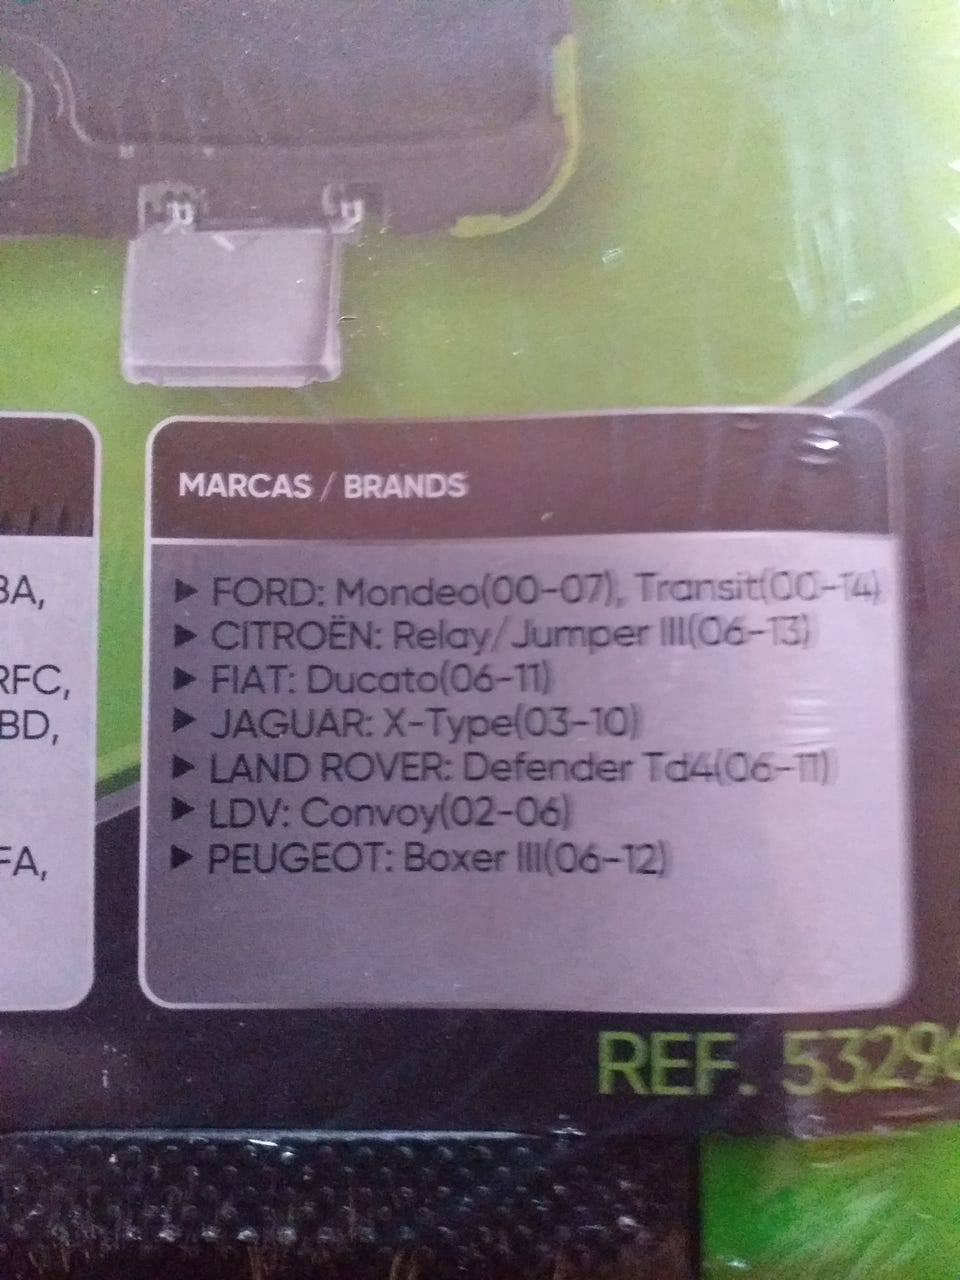 MARCAS / BRANDS
BA,
▶ FORD: Mondeo(00-07), Transit(00-14)
▶ CITROËN: Relay/Jumper III(06-13)
RFC,
▶ FIAT: Ducato(06-11)
BD,
▶ JAGUAR: X-Type(03-10)
▶ LAND ROVER: Defender Td4(06-11)
▶ LDV: Convoy(02-06)
FA,
▶ PEUGEOT: Boxer III(06-12)
REF. 53296